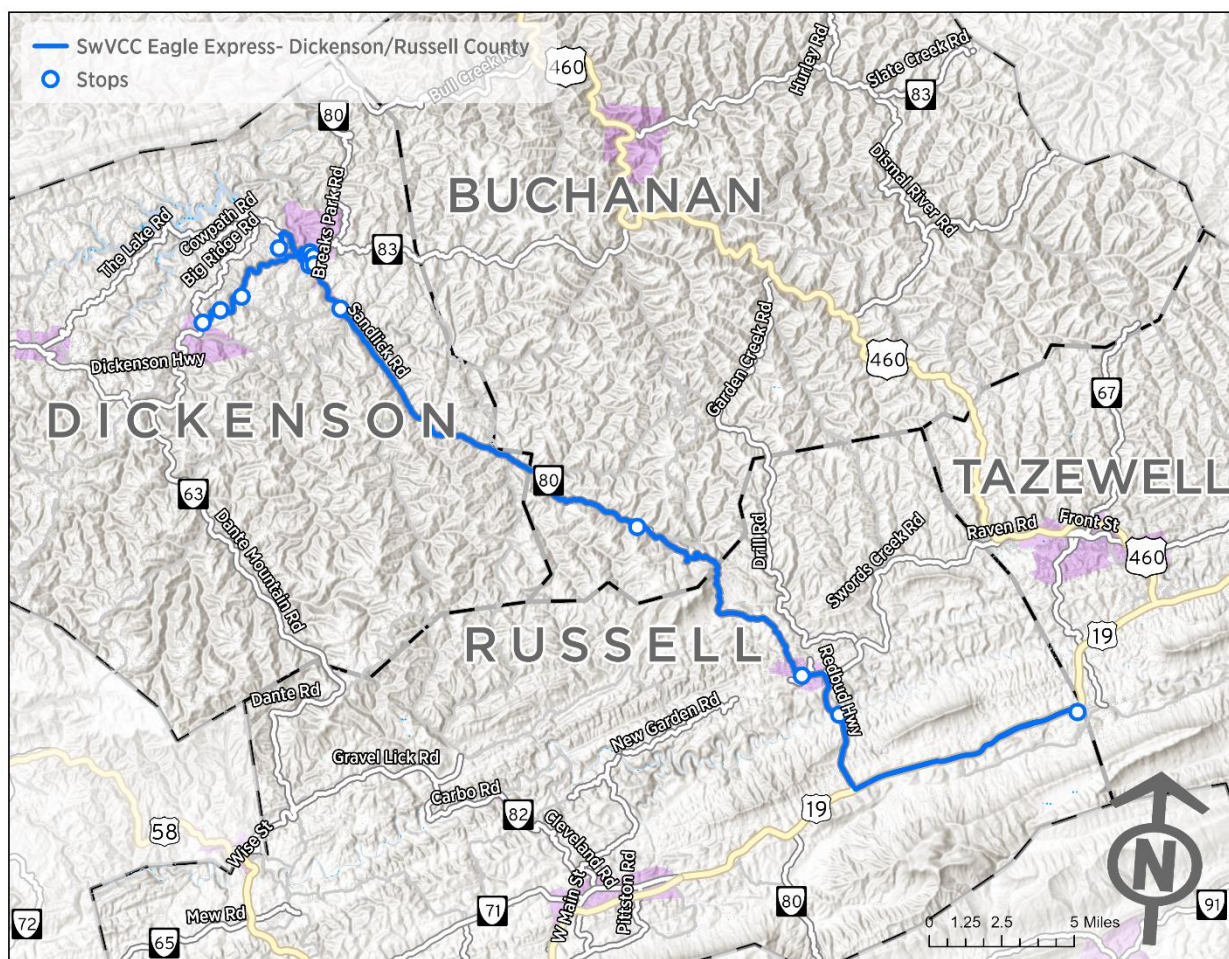 SwVCC Eagle Express- Dickenson/Russell County
Stops
460
Bull Creek Rd
Hurley Rd
Slate Creek Rd
83
80
BUCHANAN
Dismal River Rd
Breaks Park Rd
Cowpath Rd
The Lake Rd
Big Ridge Rd
83
Sandlick Rd
Dickenson Hwy
Garden Creek Rd
460
67
DICKENSON
TAZEWELL
80
63
Raven Rd
Front St
460
Drill Rd
Swords Creek Rd
Dante Mountain Rd
RUSSELL
19
Redbud Hwy
Dante Rd
New Garden Rd
Gravel Lick Rd
Carbo Rd
82
19
58
Wise St
Cleveland Rd
Pittston Rd
W Main St
N
71
80
91
72
Mew Rd
65
0 1.25 2.5 5 Miles